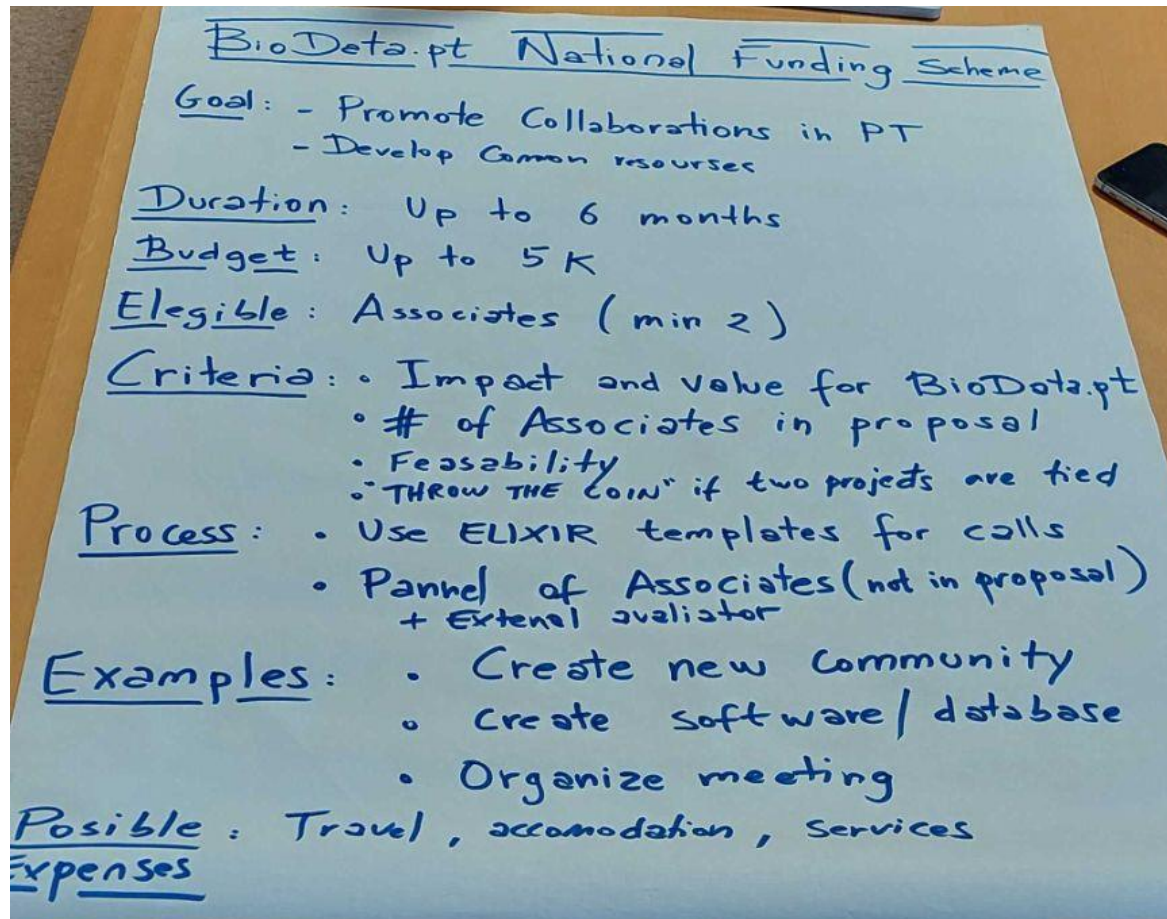 BioData.pt National Funding Scheme
Goal: - Promote Collaborations in PT
- Develop Common resourses
Duration: Up to 6 months
Budget: Up to 5K
Elegible: Associates (min 2)
Criteria: • Impact and value for BioData.pt
• # of Associates in proposal
• Feasability
• "THROW THE COIN" if two projects are tied
Process: • Use ELIXIR templates for calls
• Pannel of Associates (not in proposal)
+ Extenal avaliator
Examples: • Create new Community
• Create software/database
• Organize meeting
Posible : Travel, accomodation, services
Expenses